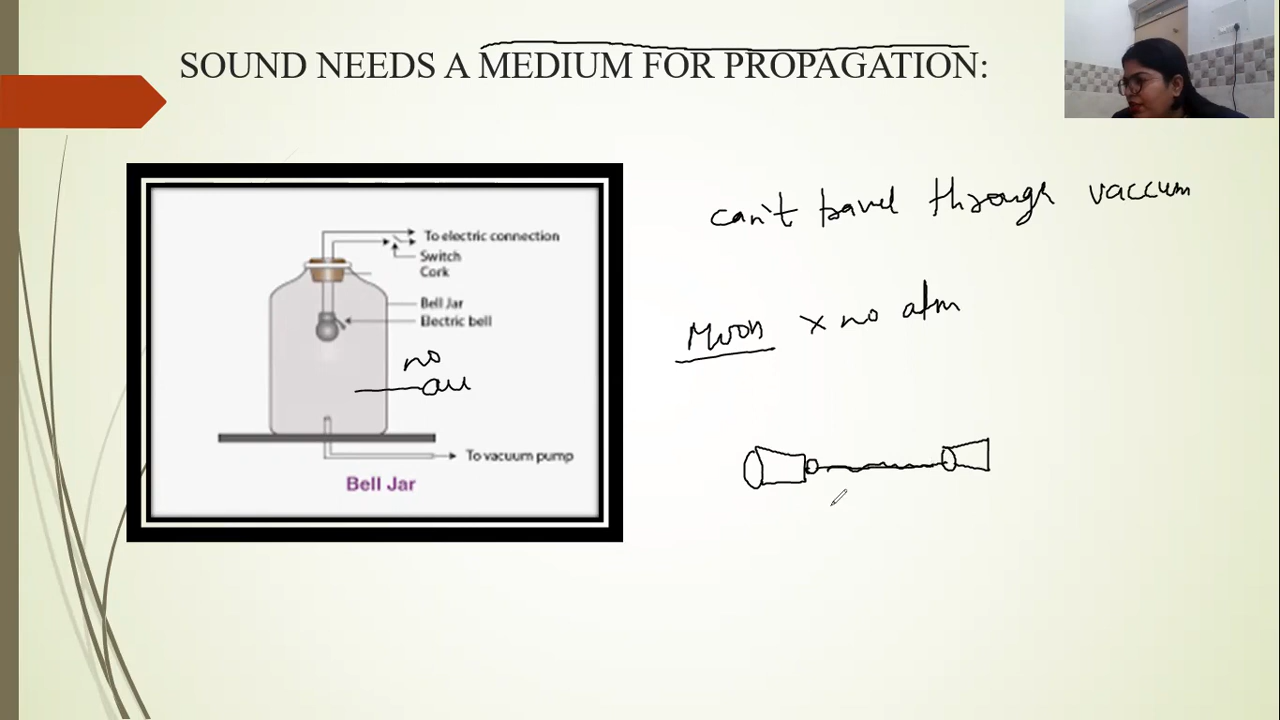 SOUND NEEDS A MEDIUM FOR PROPAGATION:
can't travel through vaccum
To electric connection
Switch
Cork
Bell Jar
Electric bell
no
air
Moon × no atm
To vacuum pump
Bell Jar